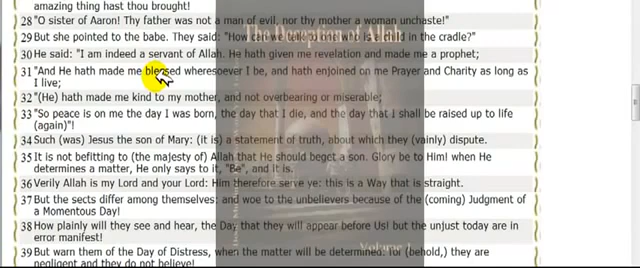 amazing thing hast thou brought!
28 "O sister of Aaron! Thy father was not a man of evil, nor thy mother a woman unchaste!"
29 But she pointed to the babe. They said: "How can we talk to one who is a child in the cradle?"
30 He said: "I am indeed a servant of Allah. He hath given me revelation and made me a prophet;
31 "And He hath made me blessed wheresoever I be, and hath enjoined on me Prayer and Charity as long as
I live;
32 "(He) hath made me kind to my mother, and not overbearing or miserable;
33 "So peace is on me the day I was born, the day that I die, and the day that I shall be raised up to life
(again)"!
34 Such (was) Jesus the son of Mary: (it is) a statement of truth, about which they (vainly) dispute.
35 It is not befitting to (the majesty of) Allah that He should beget a son. Glory be to Him! when He
determines a matter, He only says to it, "Be", and it is.
36 Verily Allah is my Lord and your Lord: Him therefore serve ye: this is a Way that is straight.
37 But the sects differ among themselves: and woe to the unbelievers because of the (coming) Judgment of
a Momentous Day!
38 How plainly will they see and hear, the Day that they will appear before Us! but the unjust today are in
error manifest!
39 But warn them of the Day of Distress, when the matter will be determined: for (behold,) they are
negligent and they do not believe!
The Deception of Allah
Volume 1